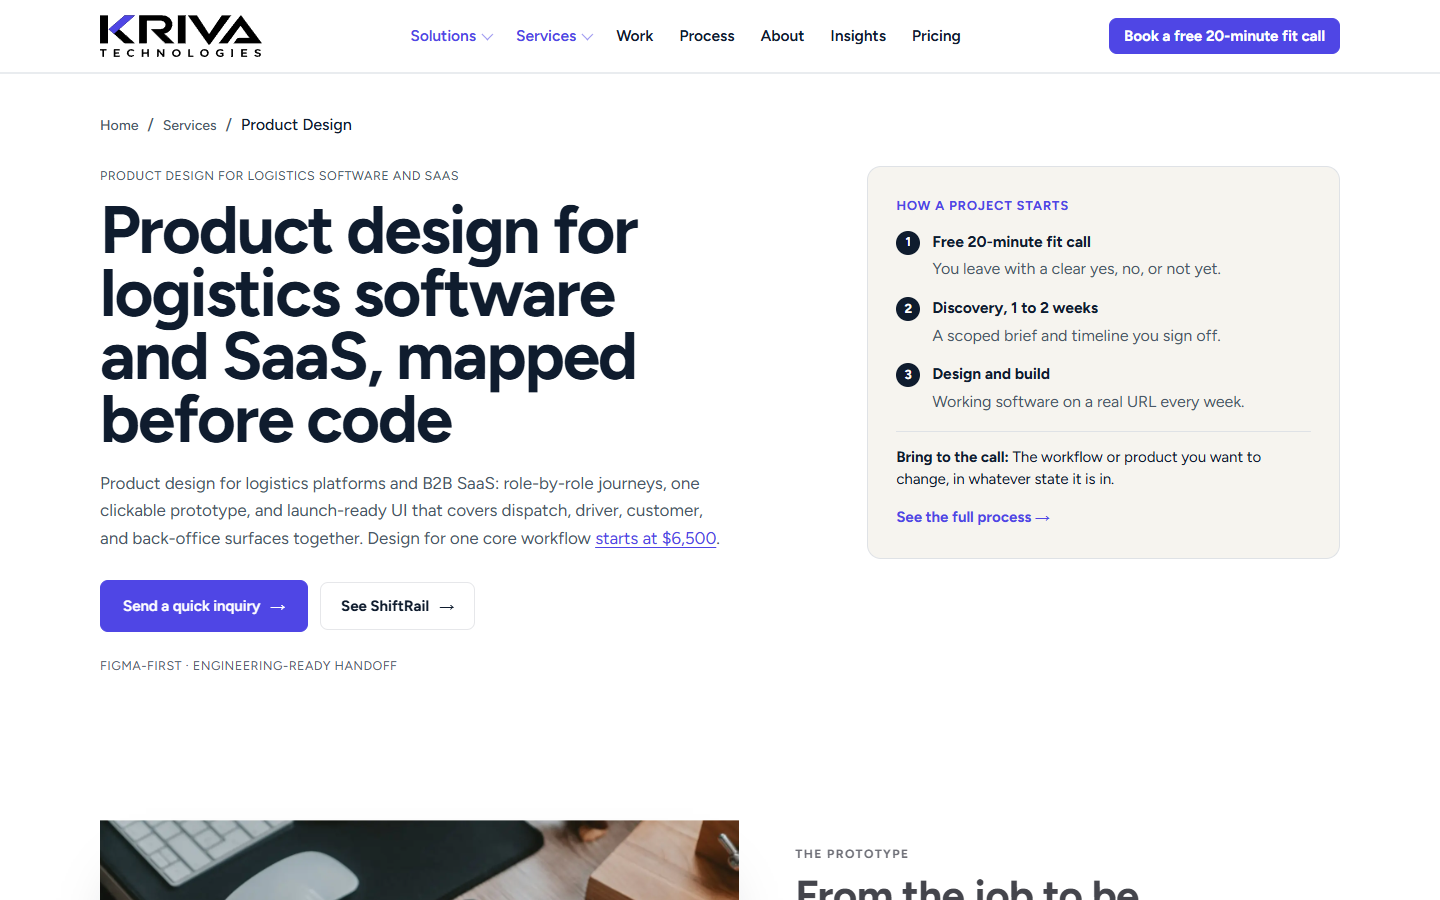 KRIVA
TECHNOLOGIES
Solutions
Services
Work
Process
About
Insights
Pricing
Book a free 20-minute fit call
Home / Services / Product Design
PRODUCT DESIGN FOR LOGISTICS SOFTWARE AND SAAS
Product design for
logistics software
and SaaS, mapped
before code
Product design for logistics platforms and B2B SaaS: role-by-role journeys, one
clickable prototype, and launch-ready UI that covers dispatch, driver, customer,
and back-office surfaces together. Design for one core workflow starts at $6,500.
Send a quick inquiry →
See ShiftRail →
FIGMA-FIRST · ENGINEERING-READY HANDOFF
HOW A PROJECT STARTS
1 Free 20-minute fit call
You leave with a clear yes, no, or not yet.
2 Discovery, 1 to 2 weeks
A scoped brief and timeline you sign off.
3 Design and build
Working software on a real URL every week.
Bring to the call: The workflow or product you want to
change, in whatever state it is in.
See the full process →
THE PROTOTYPE
From the job to be